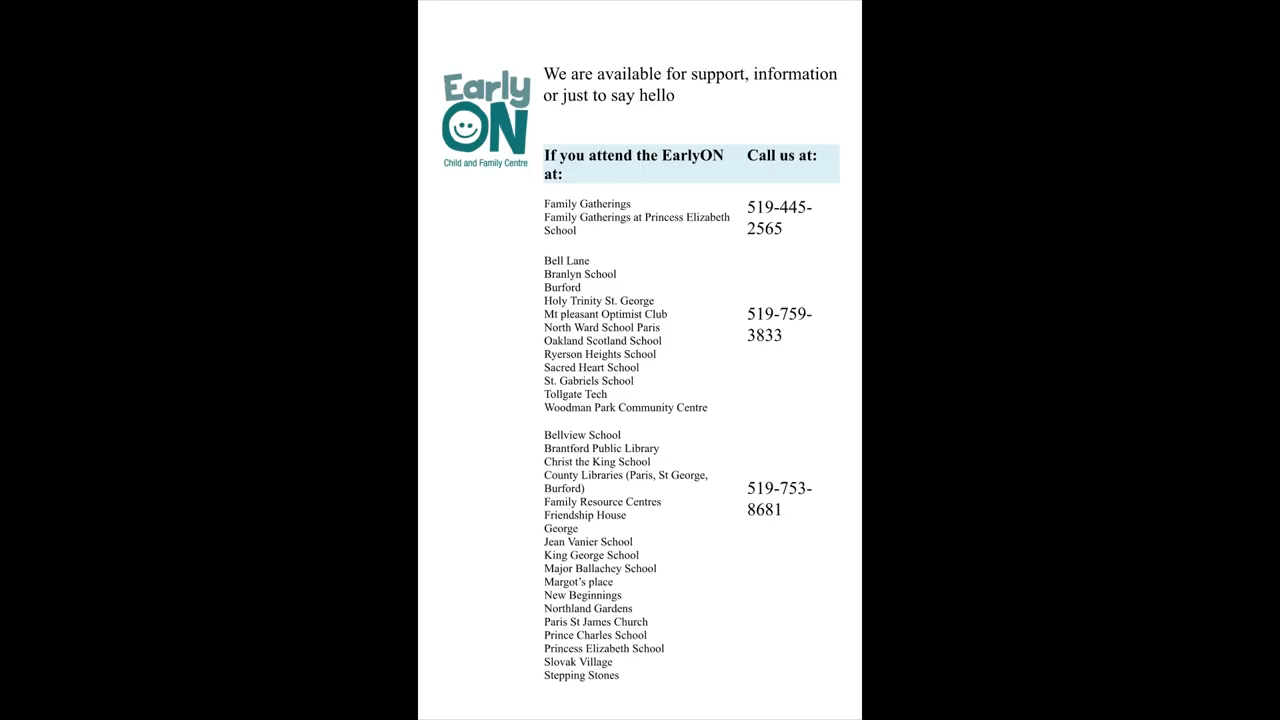 Early
ON
Child and Family Centre
We are available for support, information
or just to say hello
If you attend the EarlyON
at:
Call us at:
Family Gatherings
Family Gatherings at Princess Elizabeth
School
519-445-
2565
Bell Lane
Branlyn School
Burford
Holy Trinity St. George
Mt pleasant Optimist Club
North Ward School Paris
Oakland Scotland School
Ryerson Heights School
Sacred Heart School
St. Gabriels School
Tollgate Tech
Woodman Park Community Centre
519-759-
3833
Bellview School
Brantford Public Library
Christ the King School
County Libraries (Paris, St George,
Burford)
Family Resource Centres
Friendship House
George
Jean Vanier School
King George School
Major Ballachey School
Margot’s place
New Beginnings
Northland Gardens
Paris St James Church
Prince Charles School
Princess Elizabeth School
Slovak Village
Stepping Stones
519-753-
8681